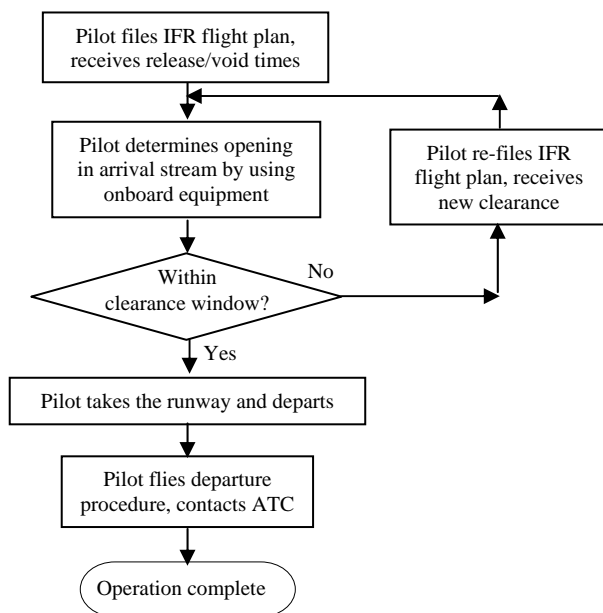 Pilot files IFR flight plan,
receives release/void times
Pilot determines opening
in arrival stream by using
onboard equipment
Pilot re-files IFR
flight plan, receives
new clearance
Within
clearance window?
No
Yes
Pilot takes the runway and departs
Pilot flies departure
procedure, contacts ATC
Operation complete